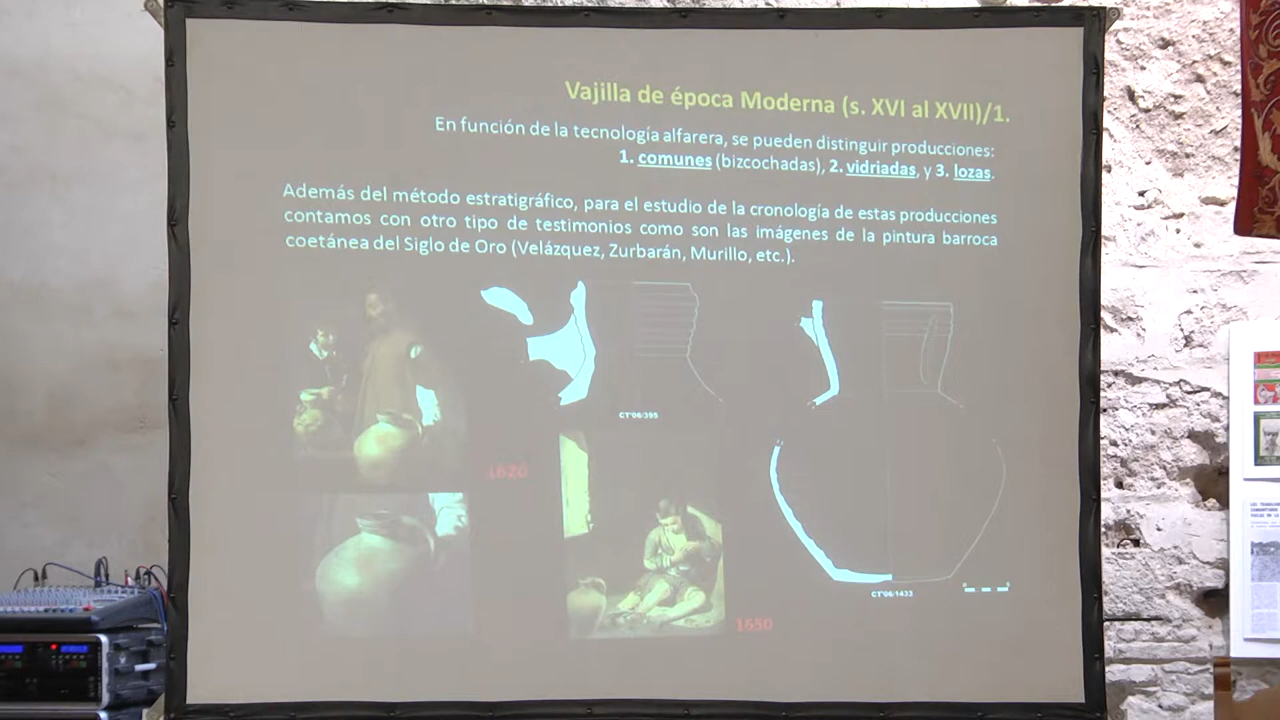 Vajilla de época Moderna (s. XVI al XVII)/1.
En función de la tecnología alfarera, se pueden distinguir producciones:
1. comunes (bizcochadas), 2. vidriadas, y 3. lozas.
Además del método estratigráfico, para el estudio de la cronología de estas producciones
contamos con otro tipo de testimonios como son las imágenes de la pintura barroca
coetánea del Siglo de Oro (Velázquez, Zurbarán, Murillo, etc.).
CT'06/395
1620
CT'06/1433
1650